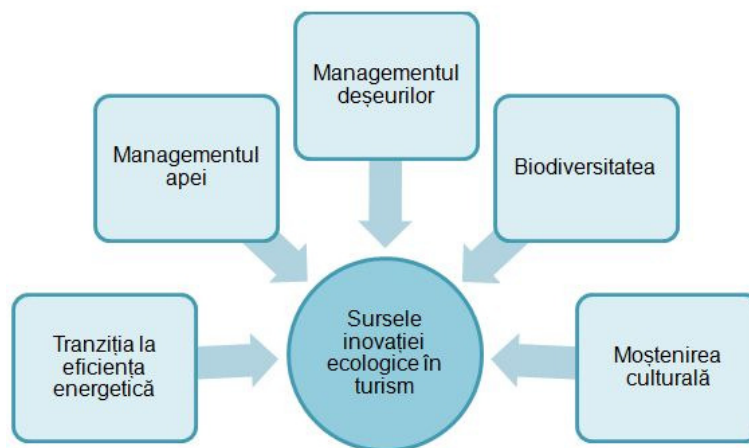 Managementul
deșeurilor
Managementul
apei
Biodiversitatea
Tranziția la
eficiența
energetică
Sursele
inovației
ecologice în
turism
Moștenirea
culturală